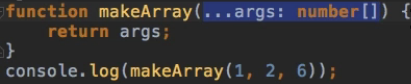 function makeArray(...args: number[]) {
    return args;
}
console.log(makeArray(1, 2, 6));